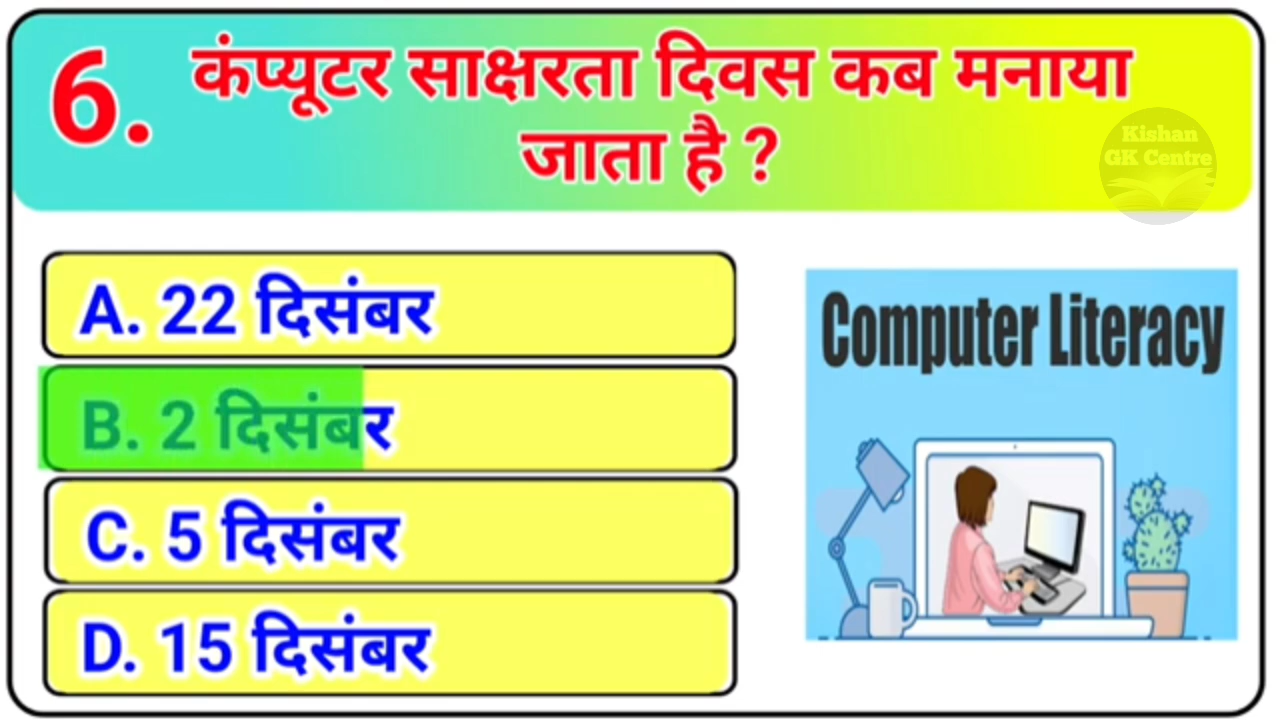 6. कंप्यूटर साक्षरता दिवस कब मनाया
जाता है ?
Kishan
GK Centre
A. 22 दिसंबर
B. 2 दिसंबर
C. 5 दिसंबर
D. 15 दिसंबर
Computer Literacy